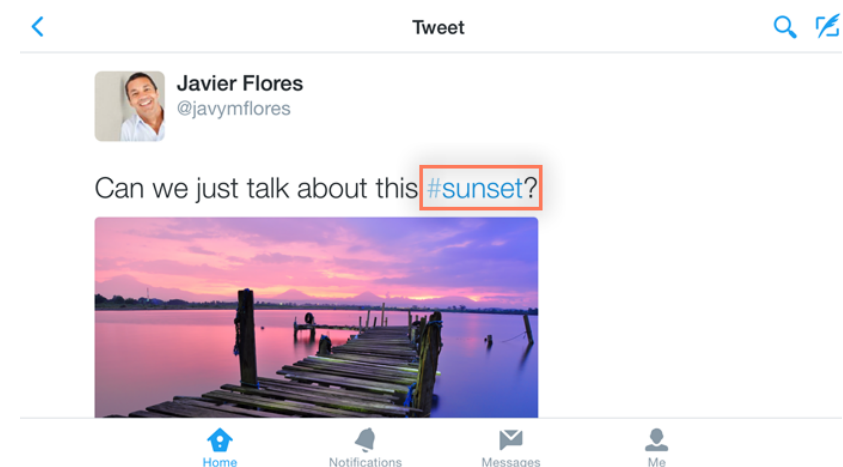 Tweet
Javier Flores
@javymflores
Can we just talk about this #sunset?
Home Notifications Messages Me